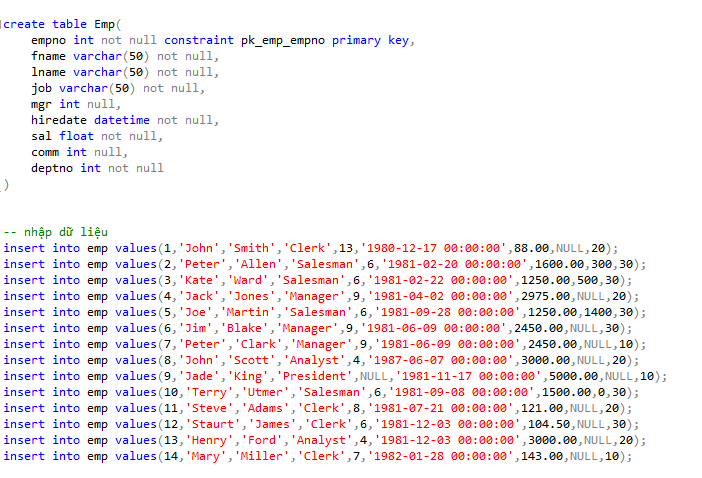 create table Emp(
empno int not null constraint pk_emp_empno primary key,
fname varchar(50) not null,
lname varchar(50) not null,
job varchar(50) not null,
mgr int null,
hiredate datetime not null,
sal float not null,
comm int null,
deptno int not null
)
-- nhập dữ liệu
insert into emp values(1,'John','Smith','Clerk',13,'1980-12-17 00:00:00',88.00,NULL,20);
insert into emp values(2,'Peter','Allen','Salesman',6,'1981-02-20 00:00:00',1600.00,300,30);
insert into emp values(3,'Kate','Ward','Salesman',6,'1981-02-22 00:00:00',1250.00,500,30);
insert into emp values(4,'Jack','Jones','Manager',9,'1981-04-02 00:00:00',2975.00,NULL,20);
insert into emp values(5,'Joe','Martin','Salesman',6,'1981-09-28 00:00:00',1250.00,1400,30);
insert into emp values(6,'Jim','Blake','Manager',9,'1981-06-09 00:00:00',2450.00,NULL,30);
insert into emp values(7,'Peter','Clark','Manager',9,'1981-06-09 00:00:00',2450.00,NULL,10);
insert into emp values(8,'John','Scott','Analyst',4,'1987-06-07 00:00:00',3000.00,NULL,20);
insert into emp values(9,'Jade','King','President',NULL,'1981-11-17 00:00:00',5000.00,NULL,10);
insert into emp values(10,'Terry','Utmer','Salesman',6,'1981-09-08 00:00:00',1500.00,0,30);
insert into emp values(11,'Steve','Adams','Clerk',8,'1981-07-21 00:00:00',121.00,NULL,20);
insert into emp values(12,'Staurt','James','Clerk',6,'1981-12-03 00:00:00',104.50,NULL,30);
insert into emp values(13,'Henry','Ford','Analyst',4,'1981-12-03 00:00:00',3000.00,NULL,20);
insert into emp values(14,'Mary','Miller','Clerk',7,'1982-01-28 00:00:00',143.00,NULL,10);